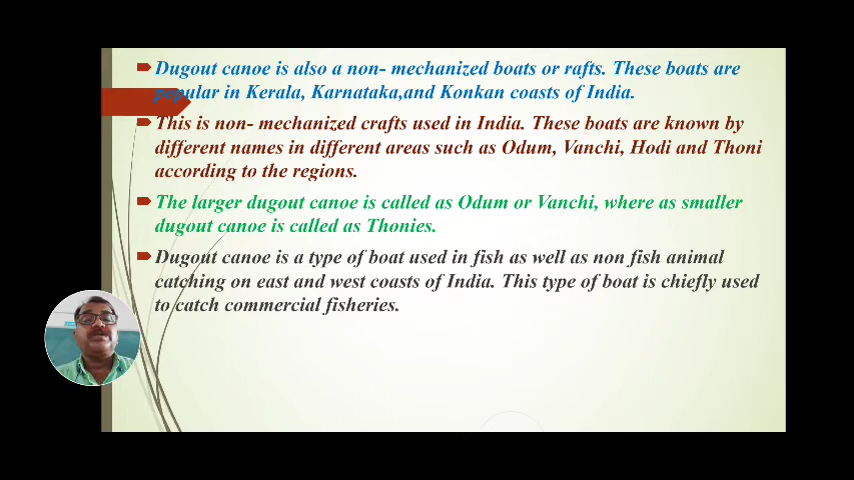 Dugout canoe is also a non- mechanized boats or rafts. These boats are
popular in Kerala, Karnataka,and Konkan coasts of India.
This is non- mechanized crafts used in India. These boats are known by
different names in different areas such as Odum, Vanchi, Hodi and Thoni
according to the regions.
The larger dugout canoe is called as Odum or Vanchi, where as smaller
dugout canoe is called as Thonies.
Dugout canoe is a type of boat used in fish as well as non fish animal
catching on east and west coasts of India. This type of boat is chiefly used
to catch commercial fisheries.